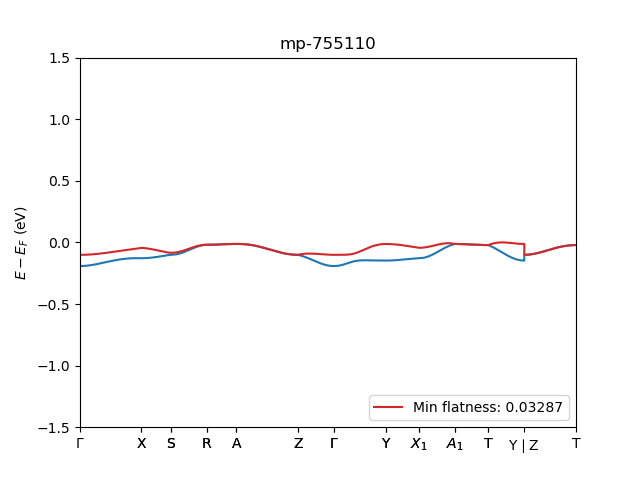 mp-755110
E − E_F (eV)
1.5
1.0
0.5
0.0
−0.5
−1.0
−1.5
Min flatness: 0.03287
Γ X S R A Z Γ Y X₁ A₁ T Y | Z T